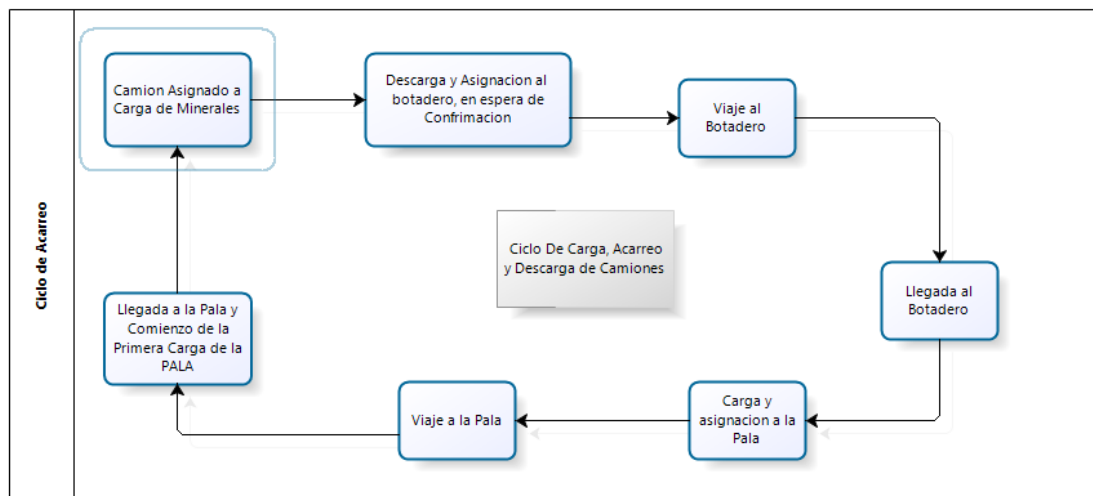 Ciclo de Acarreo
Camion Asignado a
Carga de Minerales
Descarga y Asignacion al
botadero, en espera de
Confrimacion
Viaje al
Botadero
Ciclo De Carga, Acarreo
y Descarga de Camiones
Llegada al
Botadero
Llegada a la Pala y
Comienzo de la
Primera Carga de la
PALA
Viaje a la Pala
Carga y
asignacion a la
Pala